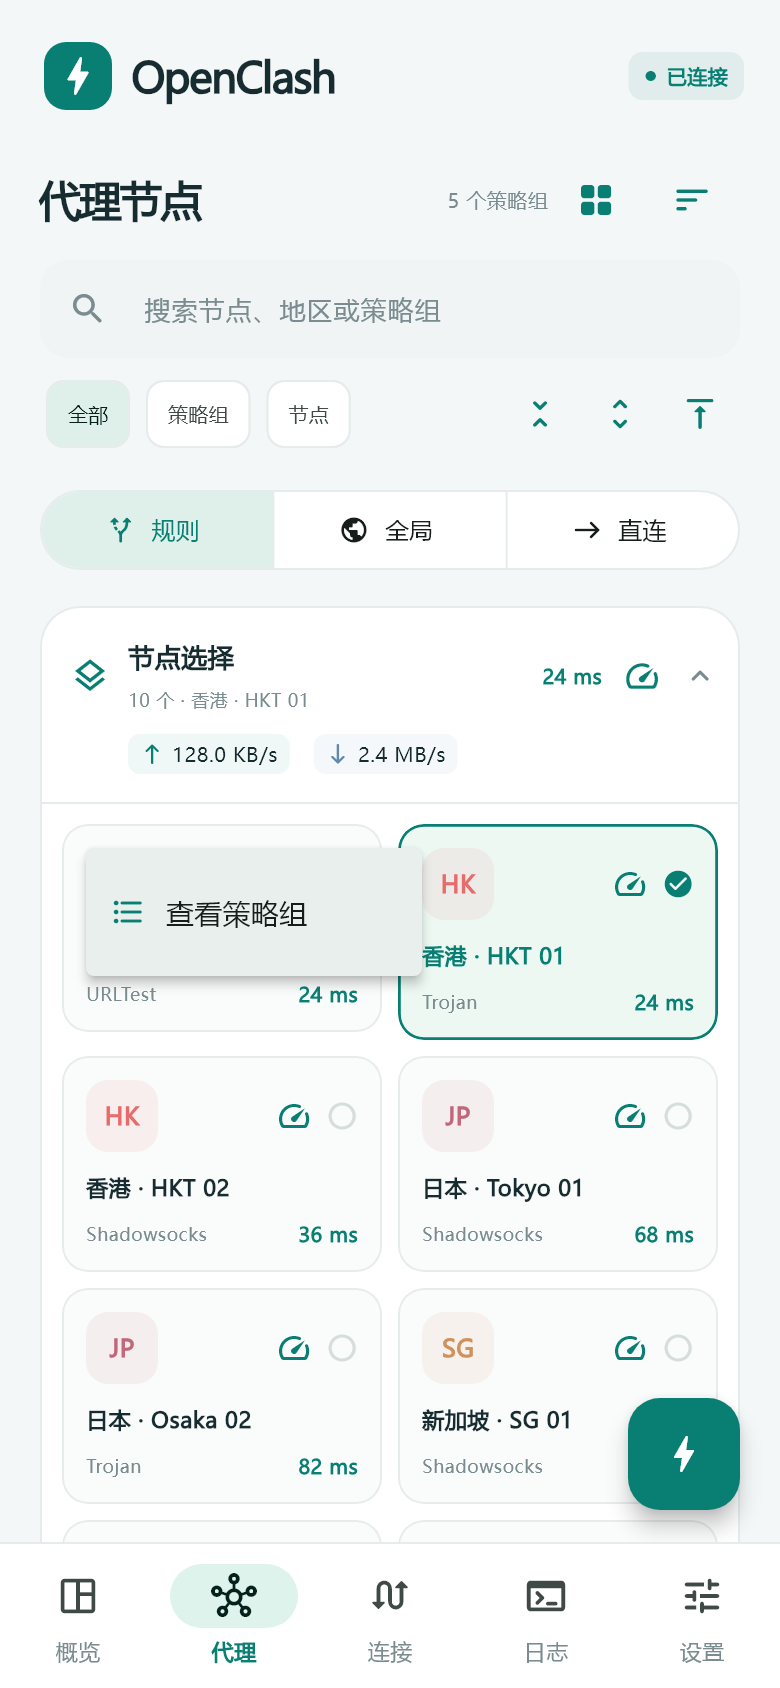 OpenClash
已连接
代理节点
5 个策略组
搜索节点、地区或策略组
全部
策略组
节点
规则
全局
直连
节点选择
10 个 · 香港 · HKT 01
24 ms
128.0 KB/s
2.4 MB/s
查看策略组
URLTest
24 ms
HK
香港 · HKT 01
Trojan
24 ms
HK
香港 · HKT 02
Shadowsocks
36 ms
JP
日本 · Tokyo 01
Shadowsocks
68 ms
JP
日本 · Osaka 02
Trojan
82 ms
SG
新加坡 · SG 01
Shadowsocks
概览
代理
连接
日志
设置